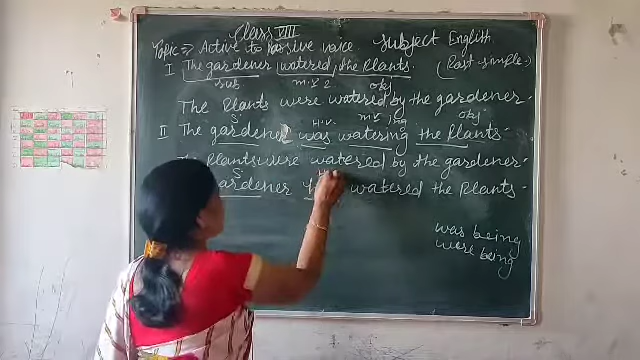 Class VIII
Topic ⇒ Active to Passive voice. Subject English
I The gardener watered the Plants. (Past simple.)
sub m.v 2 obj
The Plants were watered by the gardener.
S. H.v. m.v ing obj
II The gardener was watering the Plants.
Plants were watered by the gardener.
S.
gardener watered the Plants.
was being
were being